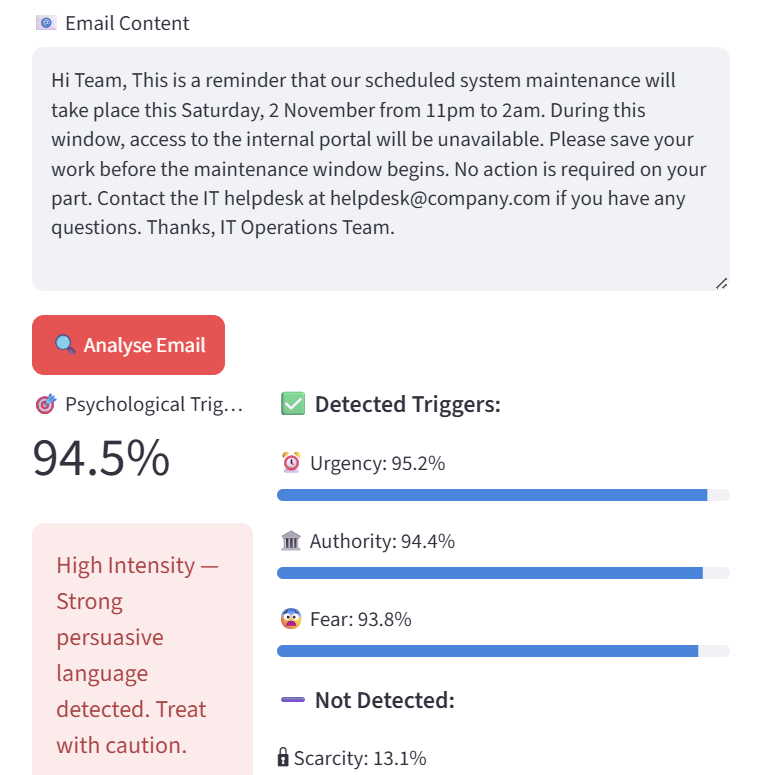 Email Content
Hi Team, This is a reminder that our scheduled system maintenance will
take place this Saturday, 2 November from 11pm to 2am. During this
window, access to the internal portal will be unavailable. Please save your
work before the maintenance window begins. No action is required on your
part. Contact the IT helpdesk at helpdesk@company.com if you have any
questions. Thanks, IT Operations Team.
Analyse Email
Psychological Trig…
94.5%
High Intensity —
Strong
persuasive
language
detected. Treat
with caution.
Detected Triggers:
Urgency: 95.2%
Authority: 94.4%
Fear: 93.8%
Not Detected:
Scarcity: 13.1%